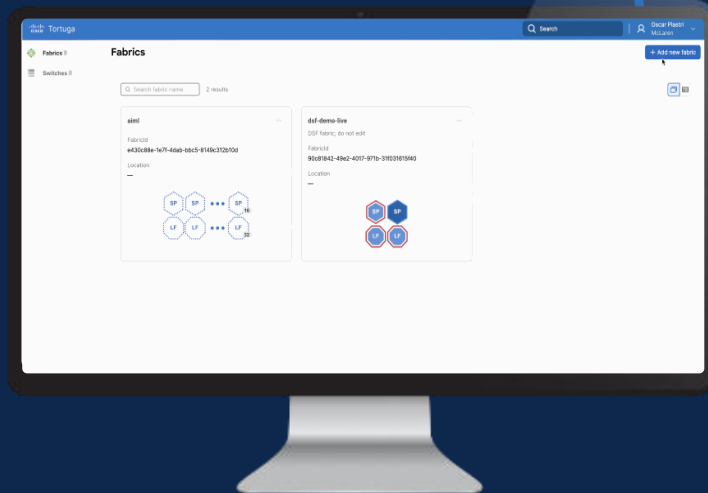 cisco Tortuga
Search
Oscar Piastri
McLaren
Fabrics
Switches
Fabrics
+ Add new fabric
Search fabric name
2 results
aiml
FabricId
e430c88e-1e7f-4dab-bbc5-8149c312b10d
Location
—
SP SP SP
16
LF LF LF
32
dsf-demo-live
DSF fabric; do not edit
FabricId
90c81842-49e2-4017-971b-31f031615f40
Location
—
SP SP
LF LF